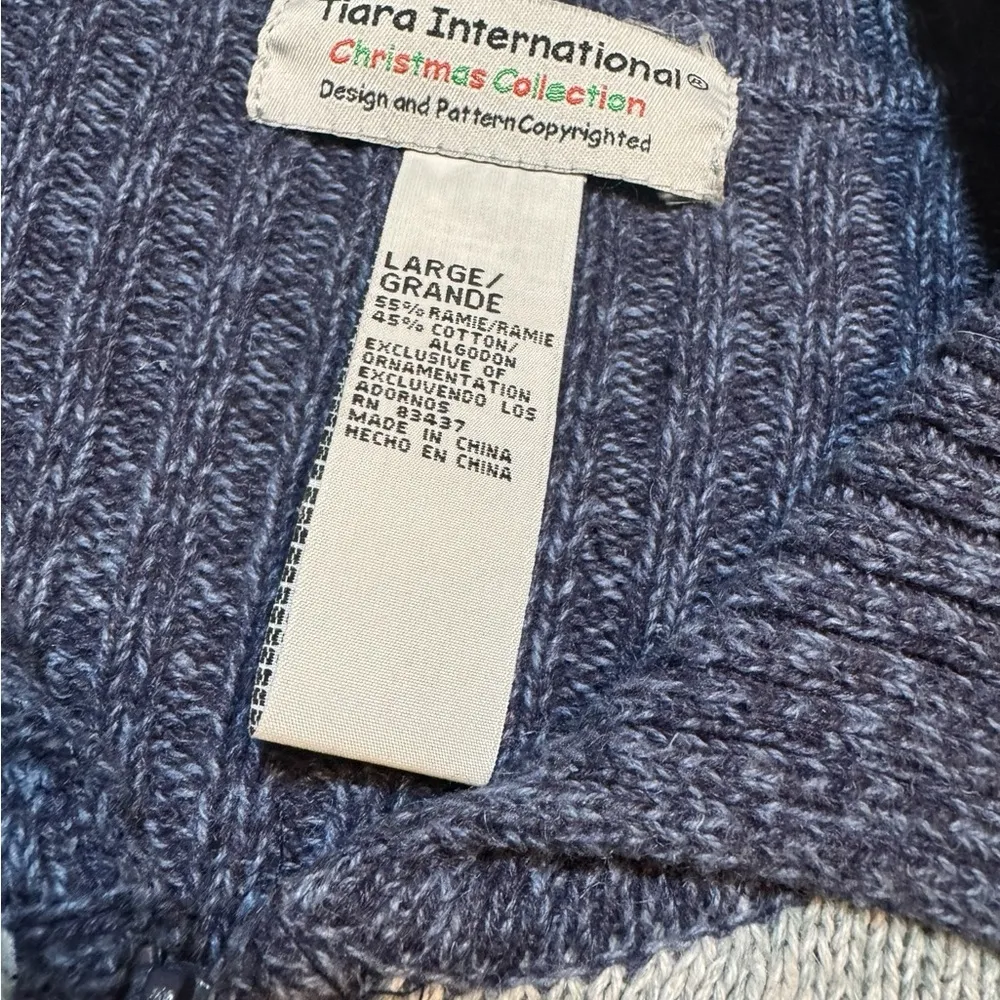 Tiara International®
Christmas Collection
Design and Pattern Copyrighted
LARGE/
GRANDE
55% RAMIE/RAMIE
45% COTTON/
ALGODON
EXCLUSIVE OF
ORNAMENTATION
EXCLUVENDO LOS
ADORNOS
RN 83437
MADE IN CHINA
HECHO EN CHINA